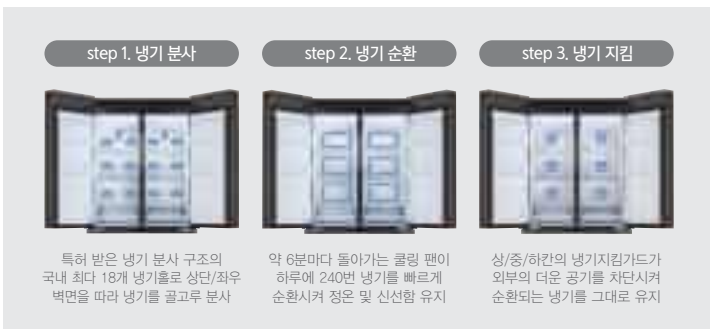 step 1. 냉기 분사
특허 받은 냉기 분사 구조의
국내 최다 18개 냉기홀로 상단/좌우
벽면을 따라 냉기를 골고루 분사
step 2. 냉기 순환
약 6분마다 돌아가는 쿨링 팬이
하루에 240번 냉기를 빠르게
순환시켜 정온 및 신선함 유지
step 3. 냉기 지킴
상/중/하칸의 냉기지킴가드가
외부의 더운 공기를 차단시켜
순환되는 냉기를 그대로 유지